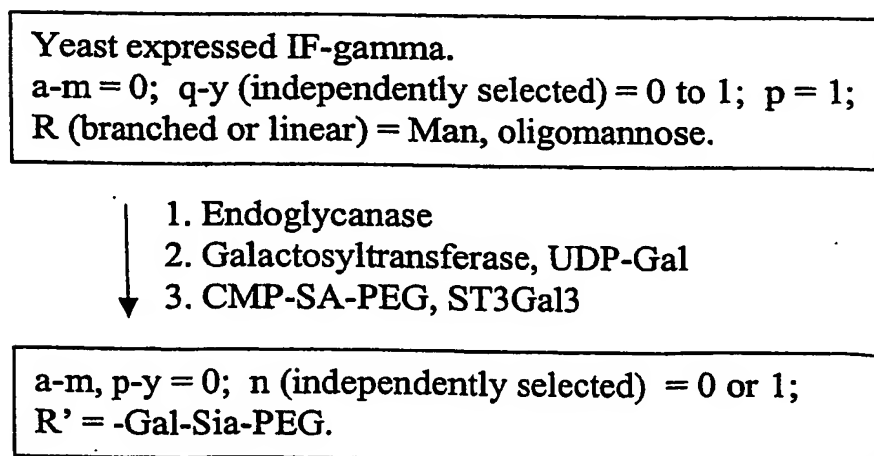 Yeast expressed IF-gamma.
a-m = 0; q-y (independently selected) = 0 to 1; p = 1;
R (branched or linear) = Man, oligomannose.
1. Endoglycanase
2. Galactosyltransferase, UDP-Gal
3. CMP-SA-PEG, ST3Gal3
a-m, p-y = 0; n (independently selected) = 0 or 1;
R' = -Gal-Sia-PEG.